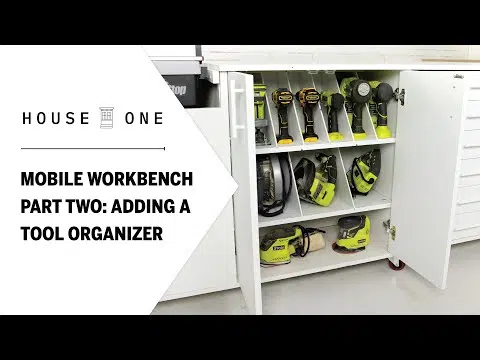 HOUSE ONE
MOBILE WORKBENCH
PART TWO: ADDING A
TOOL ORGANIZER